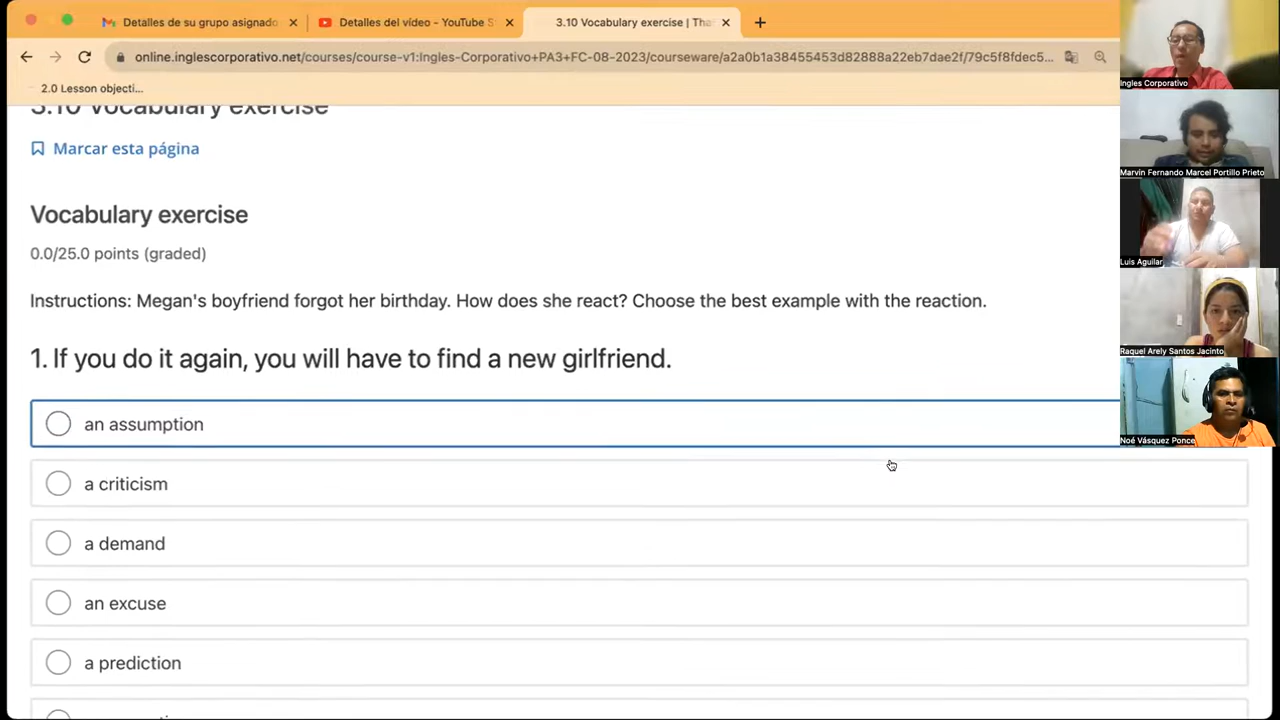 Detalles de su grupo asignado
Detalles del vídeo - YouTube S
3.10 Vocabulary exercise | Tha
online.inglescorporativo.net/courses/course-v1:Ingles-Corporativo+PA3+FC-08-2023/courseware/a2a0b1a38455453d82888a22eb7dae2f/79c5f8fdec5...
2.0 Lesson objecti...
3.10 Vocabulary exercise
Marcar esta página
Vocabulary exercise
0.0/25.0 points (graded)
Instructions: Megan's boyfriend forgot her birthday. How does she react? Choose the best example with the reaction.
1. If you do it again, you will have to find a new girlfriend.
an assumption
a criticism
a demand
an excuse
a prediction
Ingles Corporativo
Marvin Fernando Marcel Portillo Prieto
Luis Aguilar
Raquel Arely Santos Jacinto
Noé Vásquez Ponce